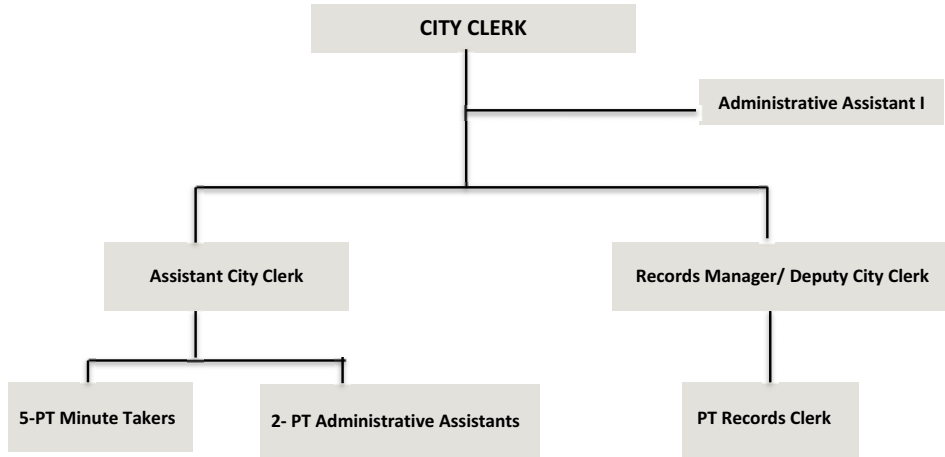 CITY CLERK
Administrative Assistant I
Assistant City Clerk
Records Manager/ Deputy City Clerk
5-PT Minute Takers
2- PT Administrative Assistants
PT Records Clerk